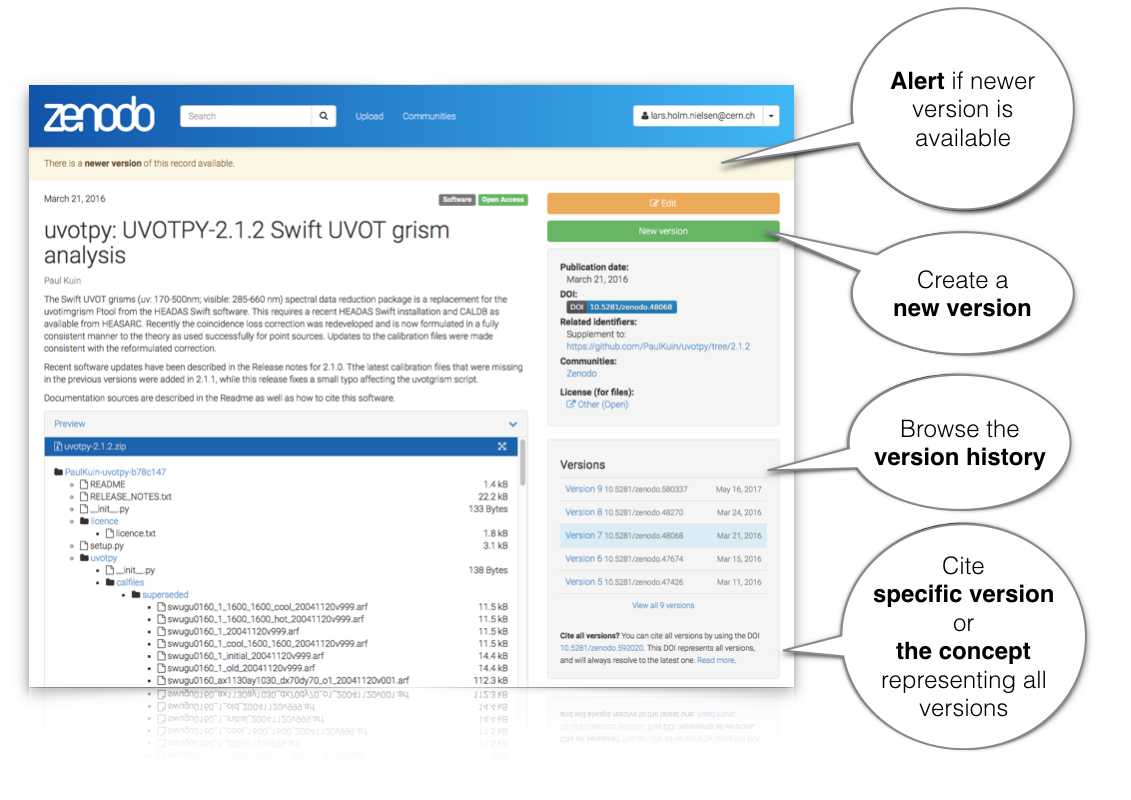 zenodo
Search
Upload
Communities
lars.holm.nielsen@cern.ch
There is a newer version of this record available.
March 21, 2016
Software
Open Access
uvotpy: UVOTPY-2.1.2 Swift UVOT grism
analysis
Paul Kuin
The Swift UVOT grisms (uv: 170-500nm; visible: 285-660 nm) spectral data reduction package is a replacement for the
uvotimgrism Ftool from the HEADAS Swift software. This requires a recent HEADAS Swift installation and CALDB as
available from HEASARC. Recently the coincidence loss correction was redeveloped and is now formulated in a fully
consistent manner to the theory as used successfully for point sources. Updates to the calibration files were made
consistent with the reformulated correction.
Recent software updates have been described in the Release notes for 2.1.0. Tthe latest calibration files that were missing
in the previous versions were added in 2.1.1, while this release fixes a small typo affecting the uvotgrism script.
Documentation sources are described in the Readme as well as how to cite this software.
Preview
uvotpy-2.1.2.zip
PaulKuin-uvotpy-b78c147
README 1.4 kB
RELEASE_NOTES.txt 22.2 kB
__init__.py 133 Bytes
licence
licence.txt 1.8 kB
setup.py 3.1 kB
uvotpy
__init__.py 138 Bytes
calfiles
superseded
swugu0160_1_1600_1600_cool_20041120v999.arf 11.5 kB
swugu0160_1_1600_1600_hot_20041120v999.arf 11.5 kB
swugu0160_1_20041120v999.arf 11.5 kB
swugu0160_1_cool_1600_1600_20041120v999.arf 11.5 kB
swugu0160_1_initial_20041120v999.arf 14.4 kB
swugu0160_1_old_20041120v999.arf 14.4 kB
swugu0160_ax1130ay1030_dx70dy70_o1_20041120v001.arf 112.3 kB
Edit
New version
Publication date:
March 21, 2016
DOI:
DOI 10.5281/zenodo.48068
Related identifiers:
Supplement to:
https://github.com/PaulKuin/uvotpy/tree/2.1.2
Communities:
Zenodo
License (for files):
Other (Open)
Versions
Version 9 10.5281/zenodo.580337 May 16, 2017
Version 8 10.5281/zenodo.48270 Mar 24, 2016
Version 7 10.5281/zenodo.48068 Mar 21, 2016
Version 6 10.5281/zenodo.47674 Mar 15, 2016
Version 5 10.5281/zenodo.47426 Mar 11, 2016
View all 9 versions
Cite all versions? You can cite all versions by using the DOI
10.5281/zenodo.592020. This DOI represents all versions,
and will always resolve to the latest one. Read more.
Alert if newer
version is
available
Create a
new version
Browse the
version history
Cite
specific version
or
the concept
representing all
versions